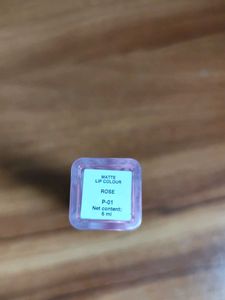 MATTE
LIP COLOUR
ROSE
P-01
Net content:
6 ml